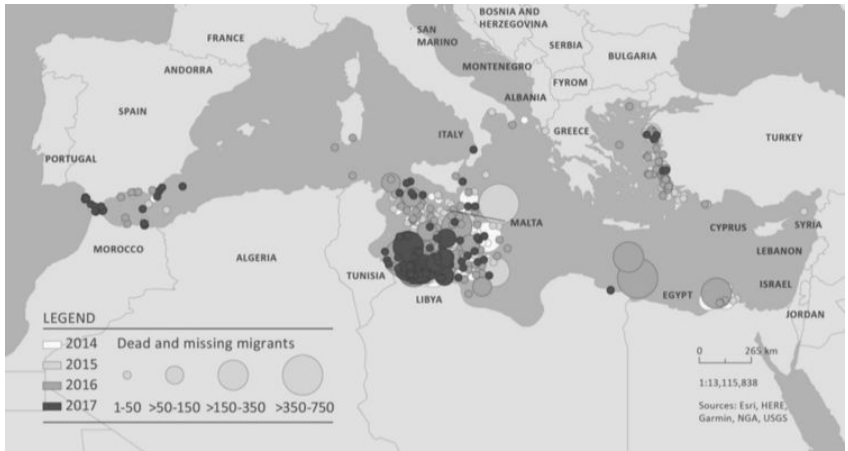 BOSNIA AND
HERZEGOVINA
FRANCE
SAN
MARINO
SERBIA
BULGARIA
ANDORRA
MONTENEGRO
FYROM
ALBANIA
SPAIN
ITALY
GREECE
TURKEY
PORTUGAL
MALTA
CYPRUS
SYRIA
MOROCCO
ALGERIA
LEBANON
TUNISIA
ISRAEL
LIBYA
EGYPT
JORDAN
LEGEND
2014
2015
2016
2017
Dead and missing migrants
1-50 >50-150 >150-350 >350-750
0 265 km
1:13,115,838
Sources: Esri, HERE,
Garmin, NGA, USGS